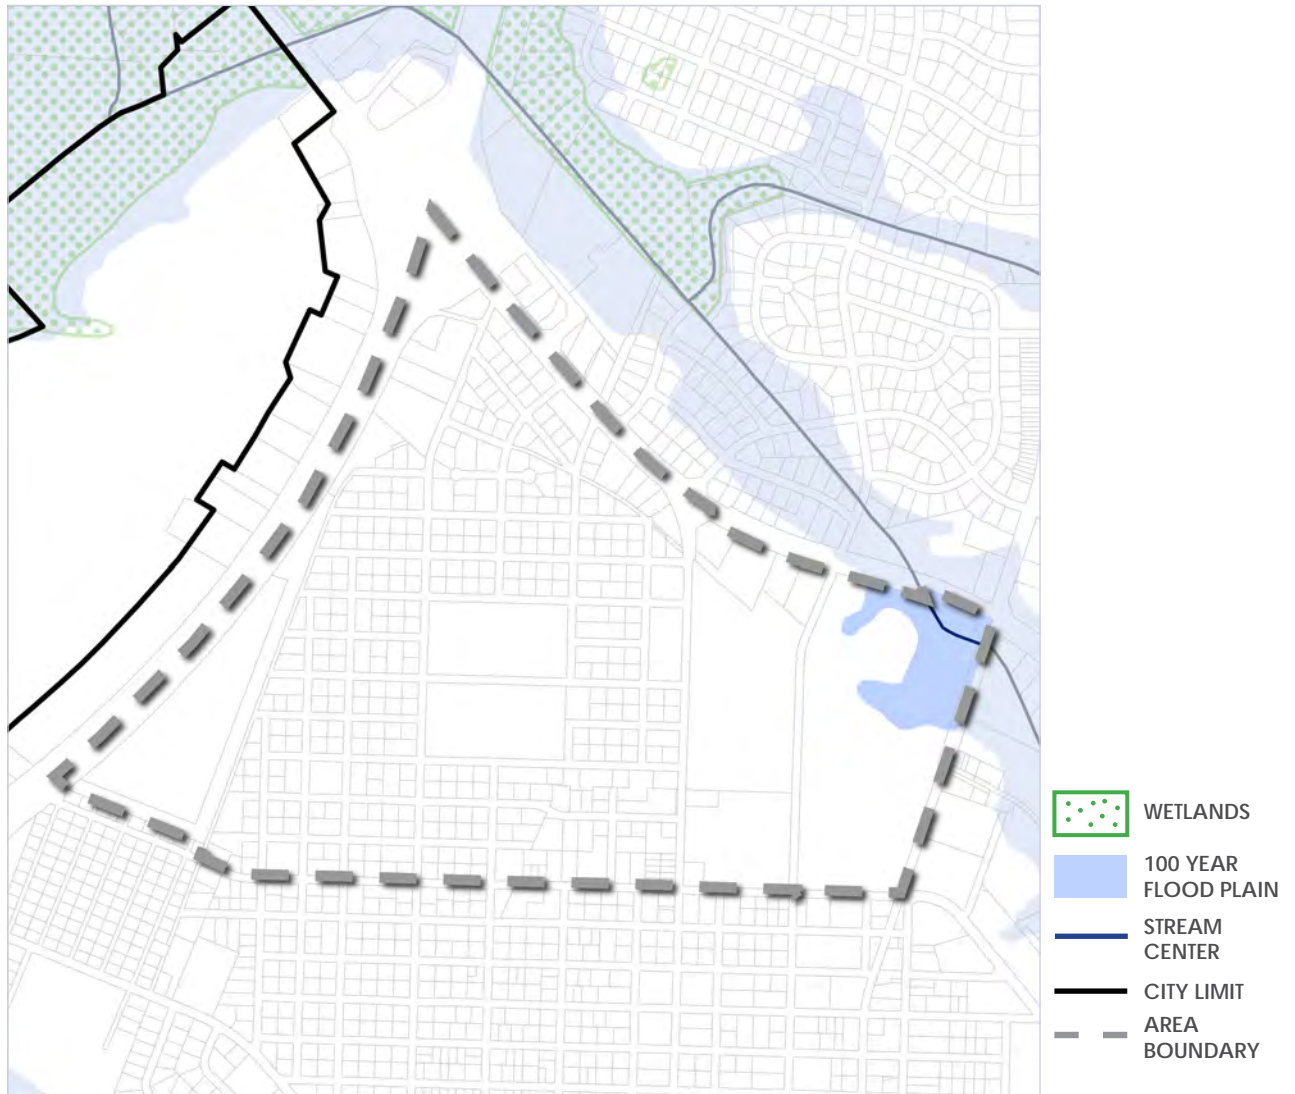 WETLANDS
100 YEAR
FLOOD PLAIN
STREAM
CENTER
CITY LIMIT
AREA
BOUNDARY